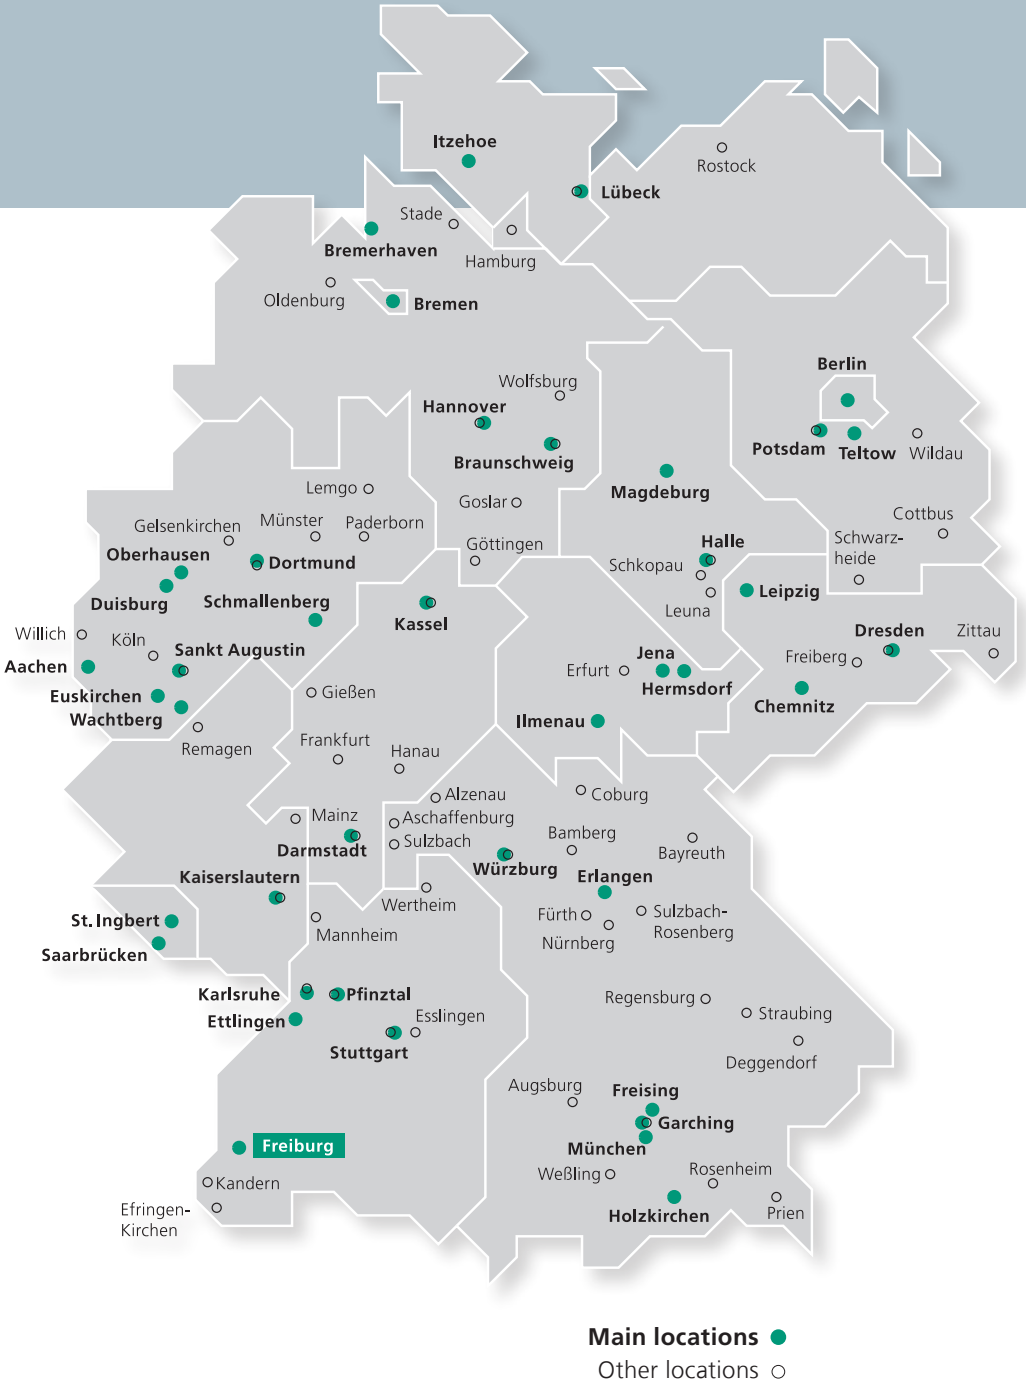 Itzehoe
Rostock
Lübeck
Stade
Bremerhaven
Hamburg
Oldenburg
Bremen
Berlin
Wolfsburg
Hannover
Potsdam
Teltow
Wildau
Braunschweig
Magdeburg
Lemgo
Goslar
Cottbus
Gelsenkirchen
Münster
Paderborn
Göttingen
Halle
Schwarz-
heide
Oberhausen
Dortmund
Schkopau
Leipzig
Duisburg
Schmallenberg
Kassel
Leuna
Willich
Köln
Sankt Augustin
Dresden
Zittau
Aachen
Jena
Erfurt
Freiberg
Euskirchen
Gießen
Hermsdorf
Chemnitz
Wachtberg
Ilmenau
Remagen
Frankfurt
Hanau
Alzenau
Coburg
Mainz
Aschaffenburg
Bamberg
Darmstadt
Sulzbach
Bayreuth
Würzburg
Kaiserslautern
Erlangen
Wertheim
St. Ingbert
Mannheim
Fürth
Sulzbach-
Rosenberg
Nürnberg
Saarbrücken
Karlsruhe
Pfinztal
Regensburg
Ettlingen
Esslingen
Straubing
Stuttgart
Deggendorf
Augsburg
Freising
Garching
Freiburg
München
Weßling
Rosenheim
Kandern
Efringen-
Kirchen
Holzkirchen
Prien
Main locations
Other locations